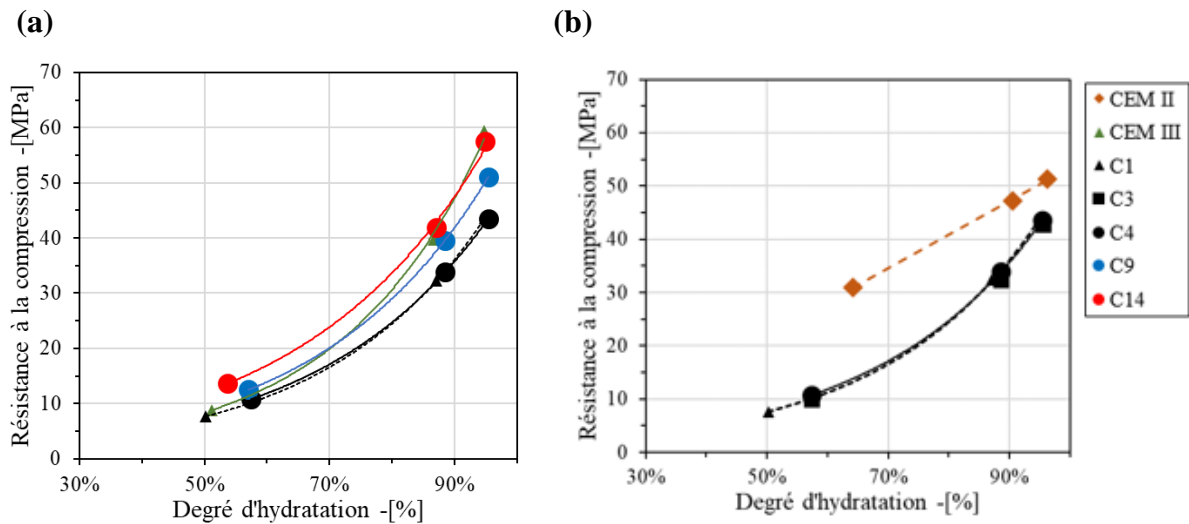 (a)
(b)
Résistance à la compression -[MPa]
70
60
50
40
30
20
10
0
30%
50%
70%
90%
Degré d'hydratation -[%]
Résistance à la compression -[MPa]
70
60
50
40
30
20
10
0
30%
50%
70%
90%
Degré d'hydratation -[%]
CEM II
CEM III
C1
C3
C4
C9
C14